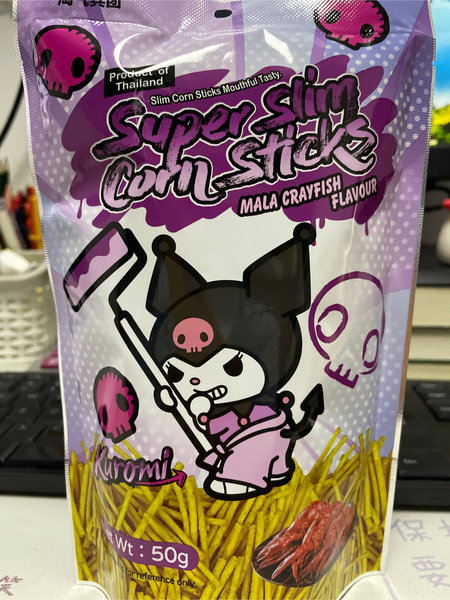 Product of
Thailand
Slim Corn Sticks Mouthful Tasty.
Super Slim
Corn Sticks
MALA CRAYFISH
FLAVOUR
Kuromi
Wt : 50g
for reference only
保